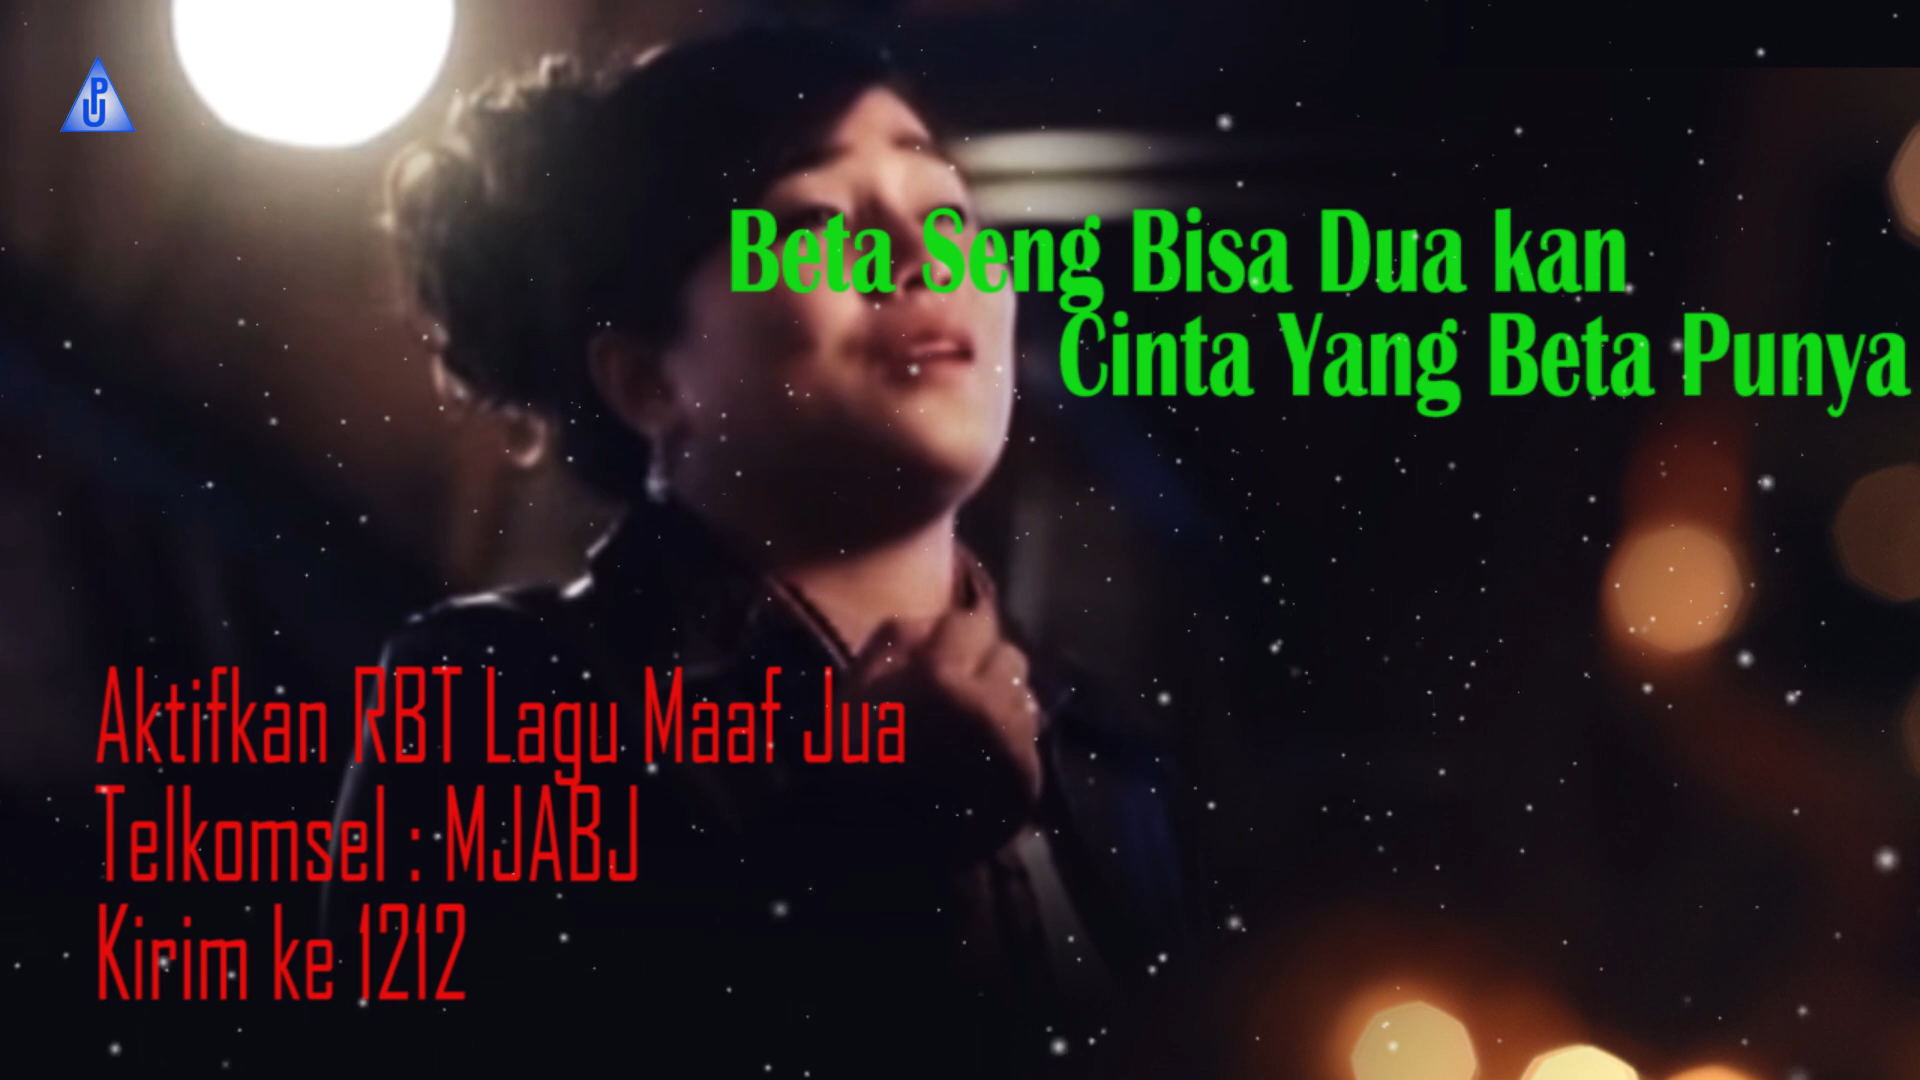 PU
Beta Seng Bisa Dua kan
Cinta Yang Beta Punya
Aktifkan RBT Lagu Maaf Jua
Telkomsel : MJABJ
Kirim ke 1212